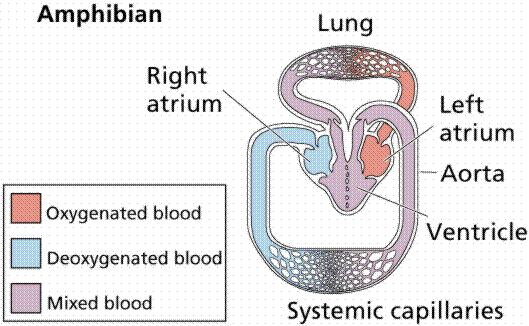 Amphibian
Lung
Right
atrium
Left
atrium
Aorta
Oxygenated blood
Ventricle
Deoxygenated blood
Mixed blood
Systemic capillaries